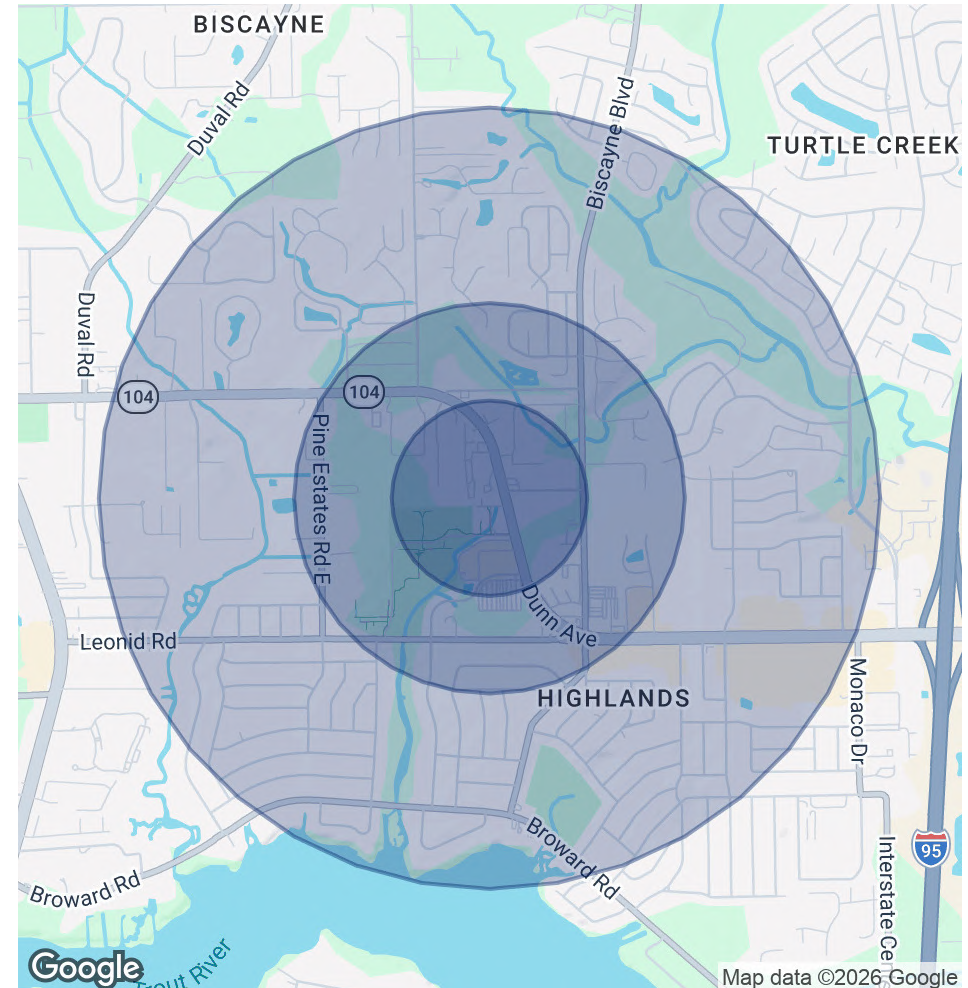 BISCAYNE
Duval Rd
Biscayne Blvd
TURTLE CREEK
Duval Rd
104
104
Pine Estates Rd E
Dunn Ave
Leonid Rd
HIGHLANDS
Monaco Dr
Broward Rd
95
Broward Rd
Interstate
Google
River
Map data ©2026 Google